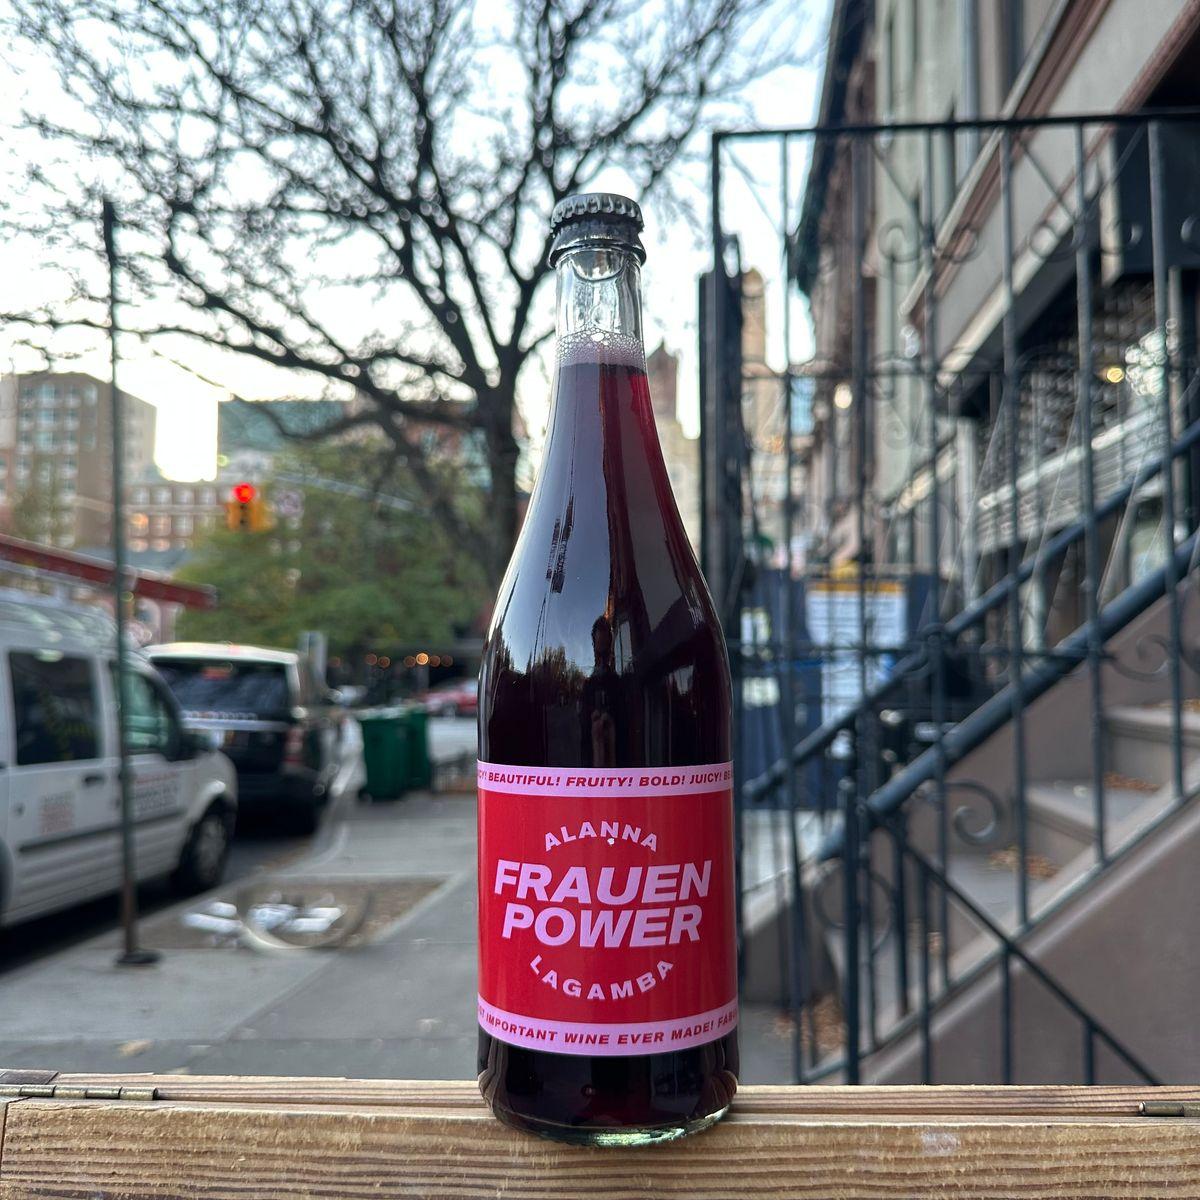 BEAUTIFUL! FRUITY! BOLD! JUICY!
ALANNA
FRAUEN
POWER
LAGAMBA
IMPORTANT WINE EVER MADE!